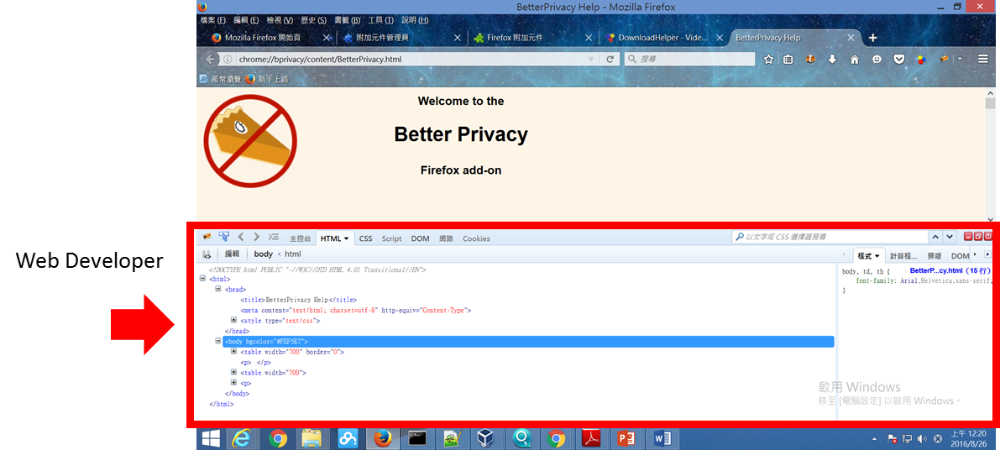 BetterPrivacy Help - Mozilla Firefox
檔案 (F) 編輯 (E) 檢視 (V) 歷史 (S) 書籤 (B) 工具 (T) 說明 (H)
Mozilla Firefox 開始頁 附加元件管理員 Firefox 附加元件 DownloadHelper - Vide... BetterPrivacy Help
chrome://bprivacy/content/BetterPrivacy.html 搜尋
最常瀏覽 新手上路
Welcome to the
Better Privacy
Firefox add-on
Web Developer
主控台 HTML CSS Script DOM 網路 Cookies 以文字或 CSS 選擇器搜尋
編輯 body < html 樣式 計算樣... 排版 DOM
<!DOCTYPE html PUBLIC "-//W3C//DTD HTML 4.01 Transitional//EN">
<html>
<head>
<title>BetterPrivacy Help</title>
<meta content="text/html; charset=utf-8" http-equiv="Content-Type">
<style type="text/css">
</head>
<body bgcolor="#FEF5E7">
<table width="700" border="0">
<p> </p>
<table width="700">
<p>
</body>
</html>
body, td, th { BetterP...cy.html (15 行)
font-family: Arial,Helvetica,sans-serif;
}
啟用 Windows
移至 [電腦設定] 以啟用 Windows。
上午 12:20
2016/8/26